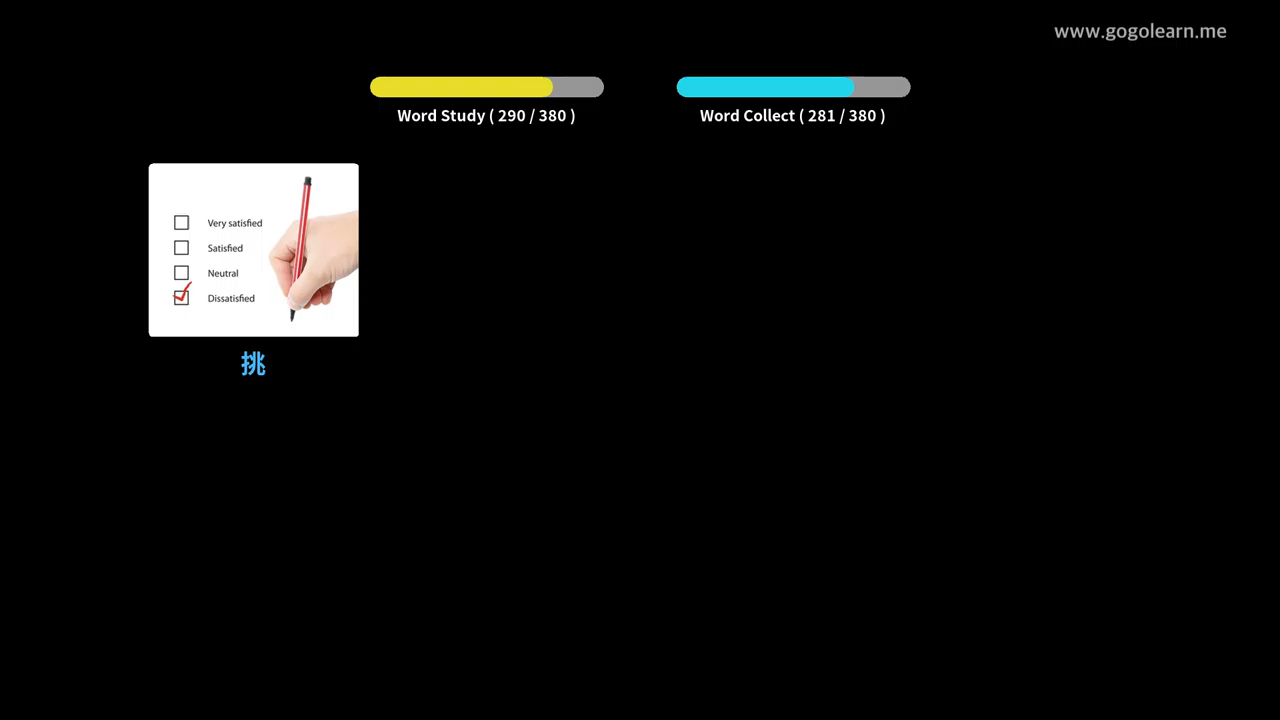 www.gogolearn.me
Word Study ( 290 / 380 )
Word Collect ( 281 / 380 )
Very satisfied
Satisfied
Neutral
Dissatisfied
挑